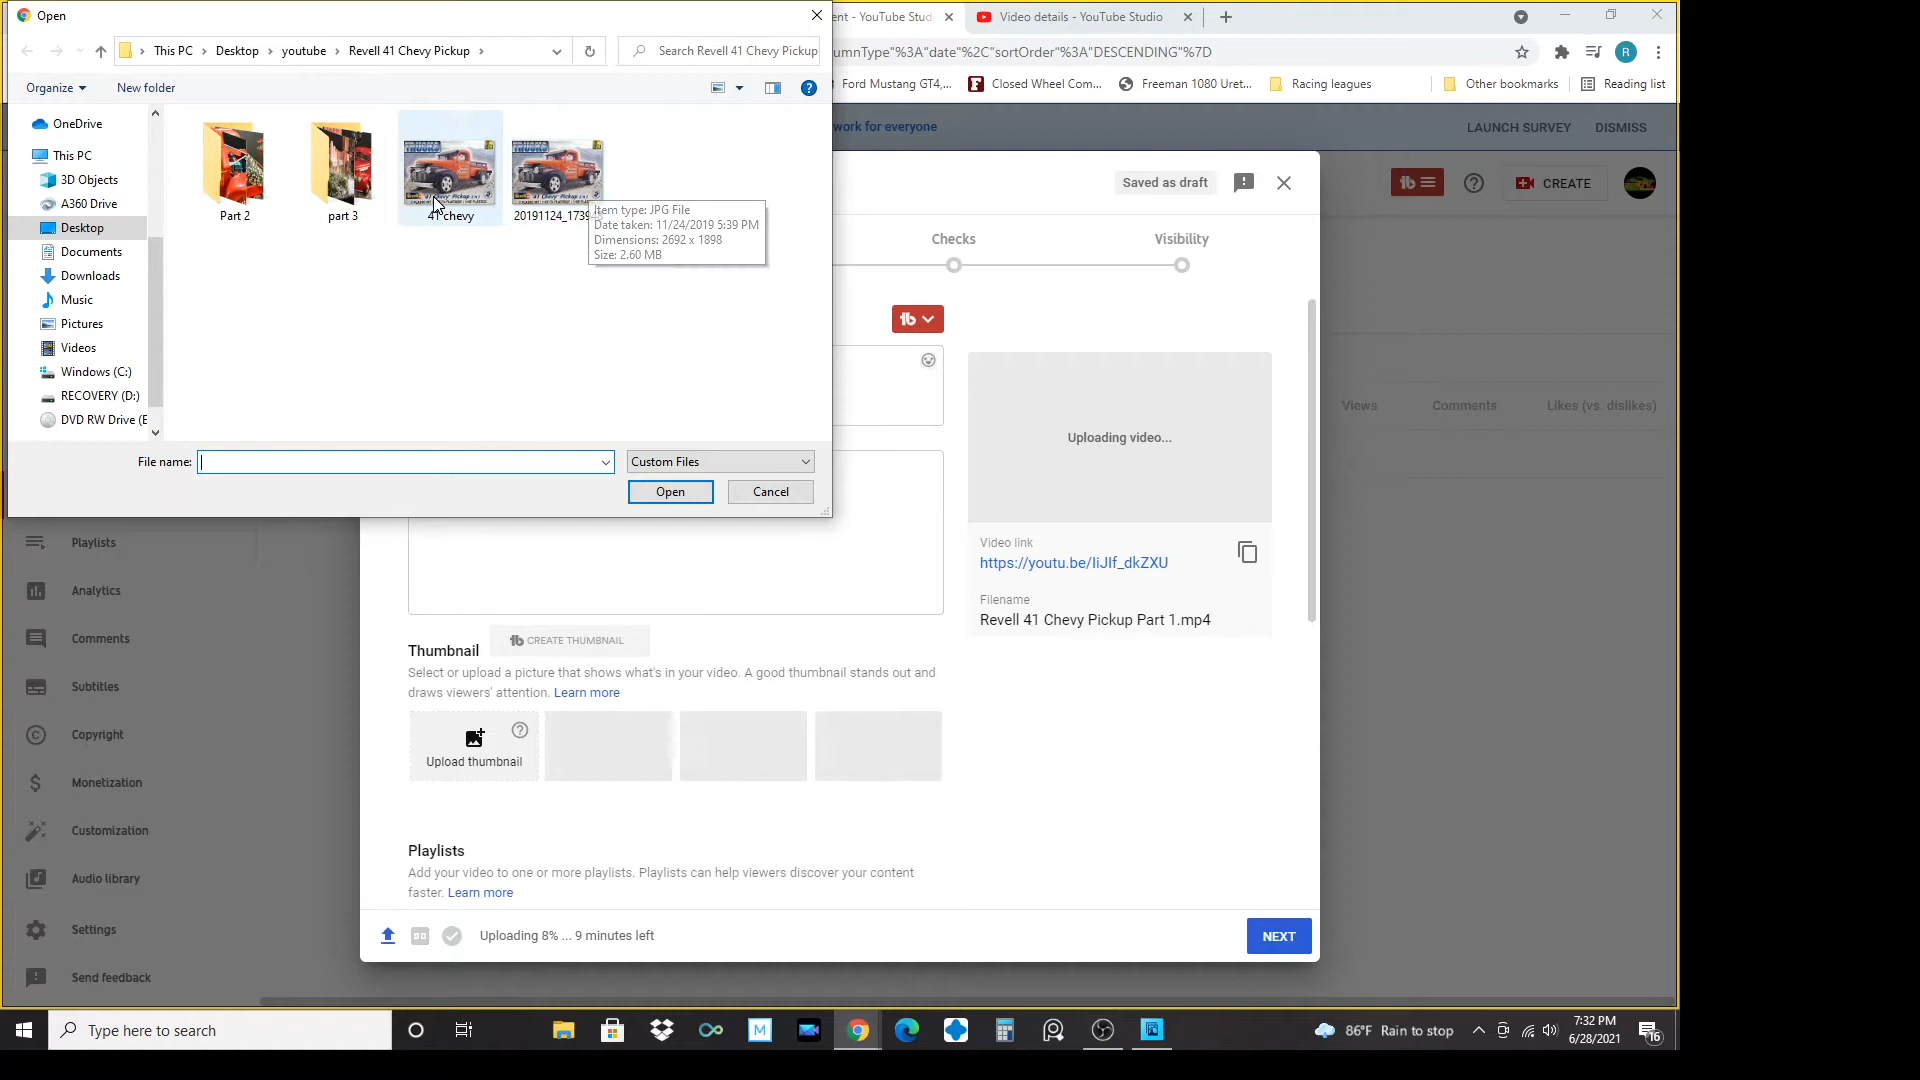 Open
ent - YouTube Studi
Video details - YouTube Studio
This PC > Desktop > youtube > Revell 41 Chevy Pickup >
Search Revell 41 Chevy Pickup
umnType"%3A"date"%2C"sortOrder"%3A"DESCENDING"%7D
R
Organize
New folder
Ford Mustang GT4,...
Closed Wheel Com...
Freeman 1080 Uret...
Racing leagues
Other bookmarks
Reading list
OneDrive
This PC
3D Objects
A360 Drive
Desktop
Documents
Downloads
Music
Pictures
Videos
Windows (C:)
RECOVERY (D:)
DVD RW Drive (E
TRUCKS
TRUCKS
Part 2
part 3
41 chevy
20191124_1739
Item type: JPG File
Date taken: 11/24/2019 5:39 PM
Dimensions: 2692 x 1898
Size: 2.60 MB
File name:
Custom Files
Open
Cancel
work for everyone
LAUNCH SURVEY
DISMISS
Saved as draft
CREATE
Checks
Visibility
Uploading video...
Views
Comments
Likes (vs. dislikes)
Video link
https://youtu.be/IiJIf_dkZXU
Filename
Revell 41 Chevy Pickup Part 1.mp4
Playlists
Analytics
Comments
Subtitles
Copyright
Monetization
Customization
Audio library
Settings
Send feedback
Thumbnail
CREATE THUMBNAIL
Select or upload a picture that shows what's in your video. A good thumbnail stands out and
draws viewers' attention. Learn more
Upload thumbnail
Playlists
Add your video to one or more playlists. Playlists can help viewers discover your content
faster. Learn more
Uploading 8% ... 9 minutes left
NEXT
Type here to search
86°F Rain to stop
7:32 PM
6/28/2021
16